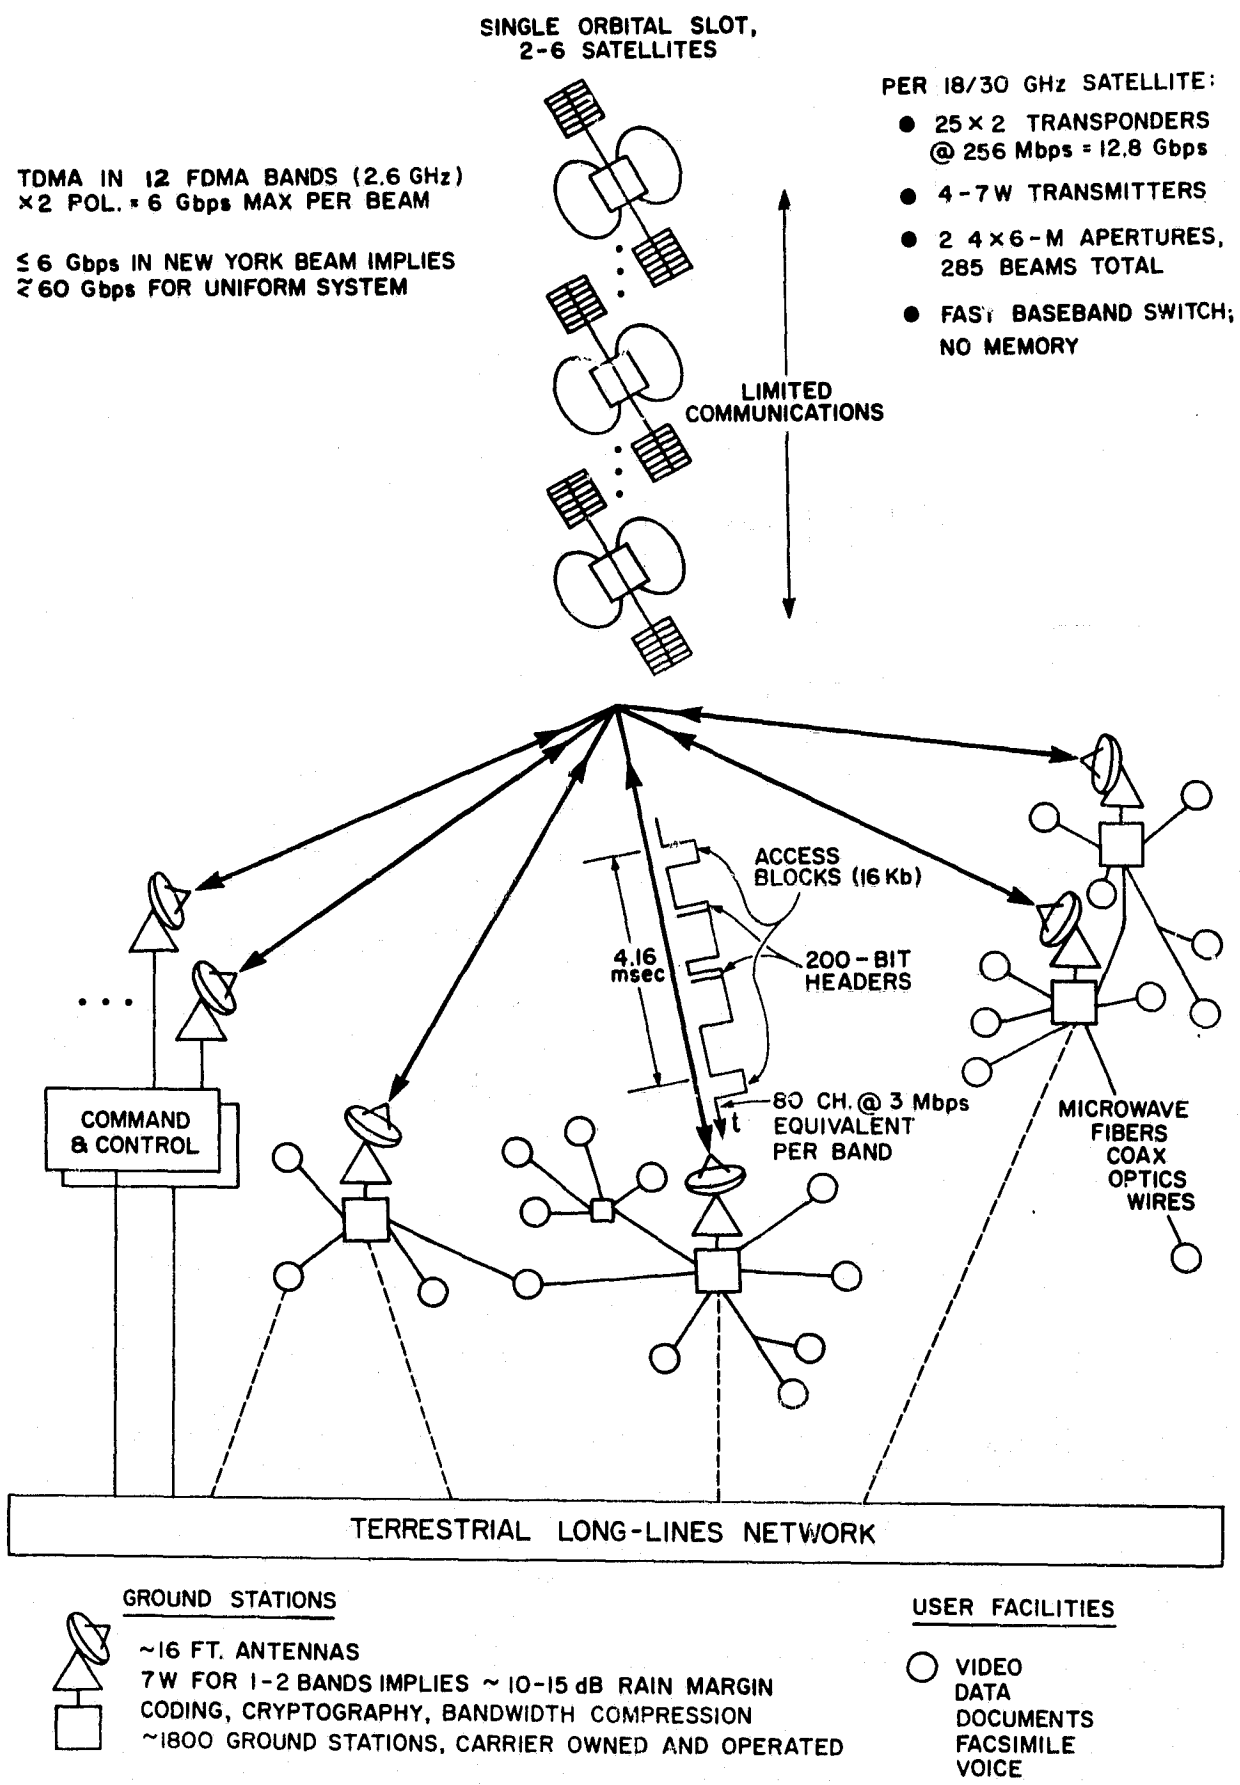 SINGLE ORBITAL SLOT,
2-6 SATELLITES
PER 18/30 GHz SATELLITE:
● 25 × 2 TRANSPONDERS
@ 256 Mbps = 12.8 Gbps
● 4-7 W TRANSMITTERS
● 2 4×6-M APERTURES,
285 BEAMS TOTAL
● FAST BASEBAND SWITCH;
NO MEMORY
TDMA IN 12 FDMA BANDS (2.6 GHz)
×2 POL. = 6 Gbps MAX PER BEAM
≤ 6 Gbps IN NEW YORK BEAM IMPLIES
≳ 60 Gbps FOR UNIFORM SYSTEM
LIMITED
COMMUNICATIONS
ACCESS
BLOCKS (16 Kb)
4.16
msec
200-BIT
HEADERS
80 CH. @ 3 Mbps
EQUIVALENT
PER BAND
t
COMMAND
& CONTROL
MICROWAVE
FIBERS
COAX
OPTICS
WIRES
TERRESTRIAL LONG-LINES NETWORK
GROUND STATIONS
~16 FT. ANTENNAS
7 W FOR 1-2 BANDS IMPLIES ~ 10-15 dB RAIN MARGIN
CODING, CRYPTOGRAPHY, BANDWIDTH COMPRESSION
~1800 GROUND STATIONS, CARRIER OWNED AND OPERATED
USER FACILITIES
VIDEO
DATA
DOCUMENTS
FACSIMILE
VOICE